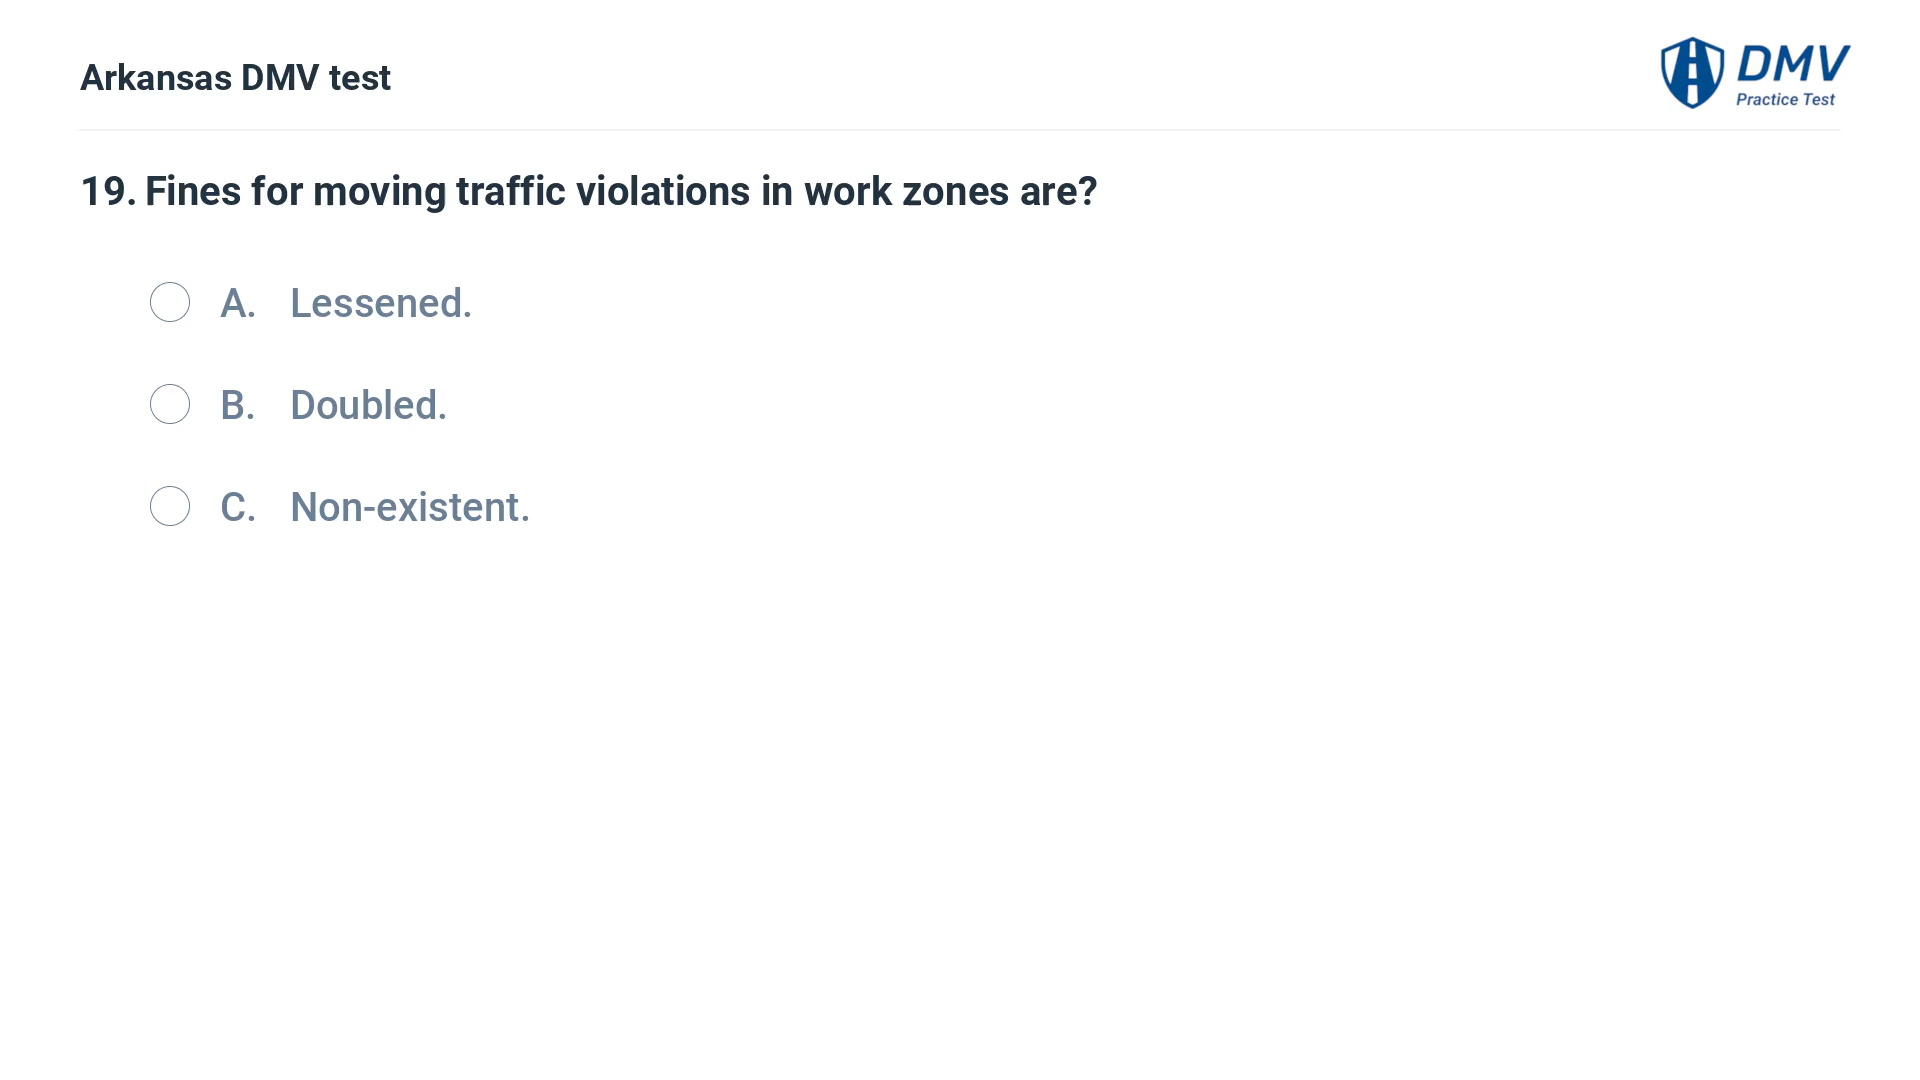 Arkansas DMV test
DMV
Practice Test
19. Fines for moving traffic violations in work zones are?
A. Lessened.
B. Doubled.
C. Non-existent.